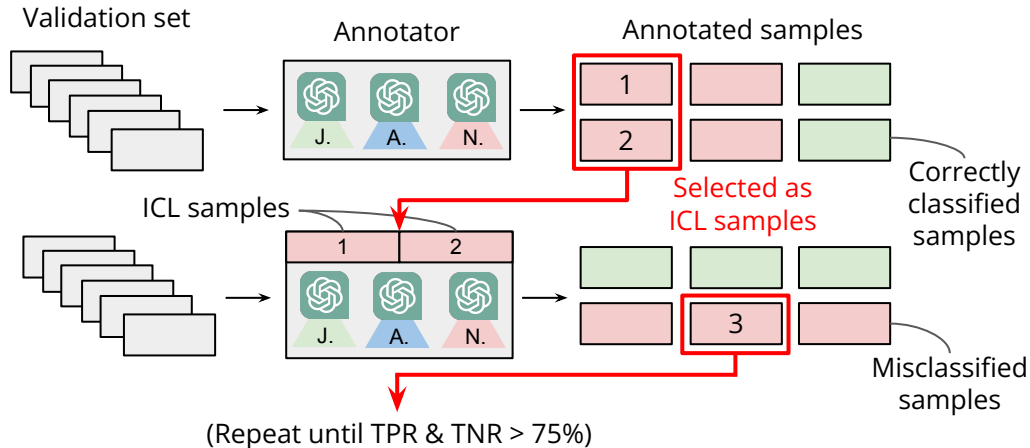 Validation set
Annotator
Annotated samples
J.
A.
N.
1
2
Correctly
classified
samples
Selected as
ICL samples
ICL samples
1
2
J.
A.
N.
3
Misclassified
samples
(Repeat until TPR & TNR > 75%)